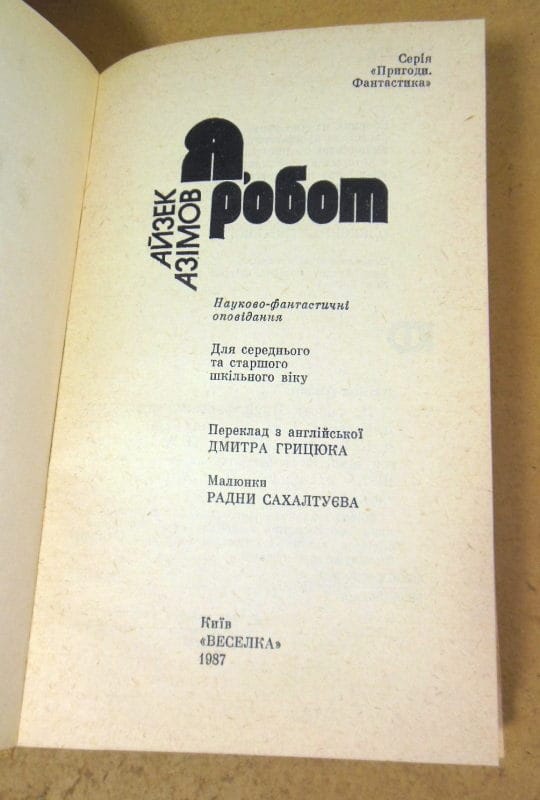 Серія
«Пригоди.
Фантастика»
АЙЗЕК
АЗІМОВ
Я,
робот
Науково-фантастичні
оповідання
Для середнього
та старшого
шкільного віку
Переклад з англійської
ДМИТРА ГРИЦЮКА
Малюнки
РАДНИ САХАЛТУЄВА
Київ
«ВЕСЕЛКА»
1987